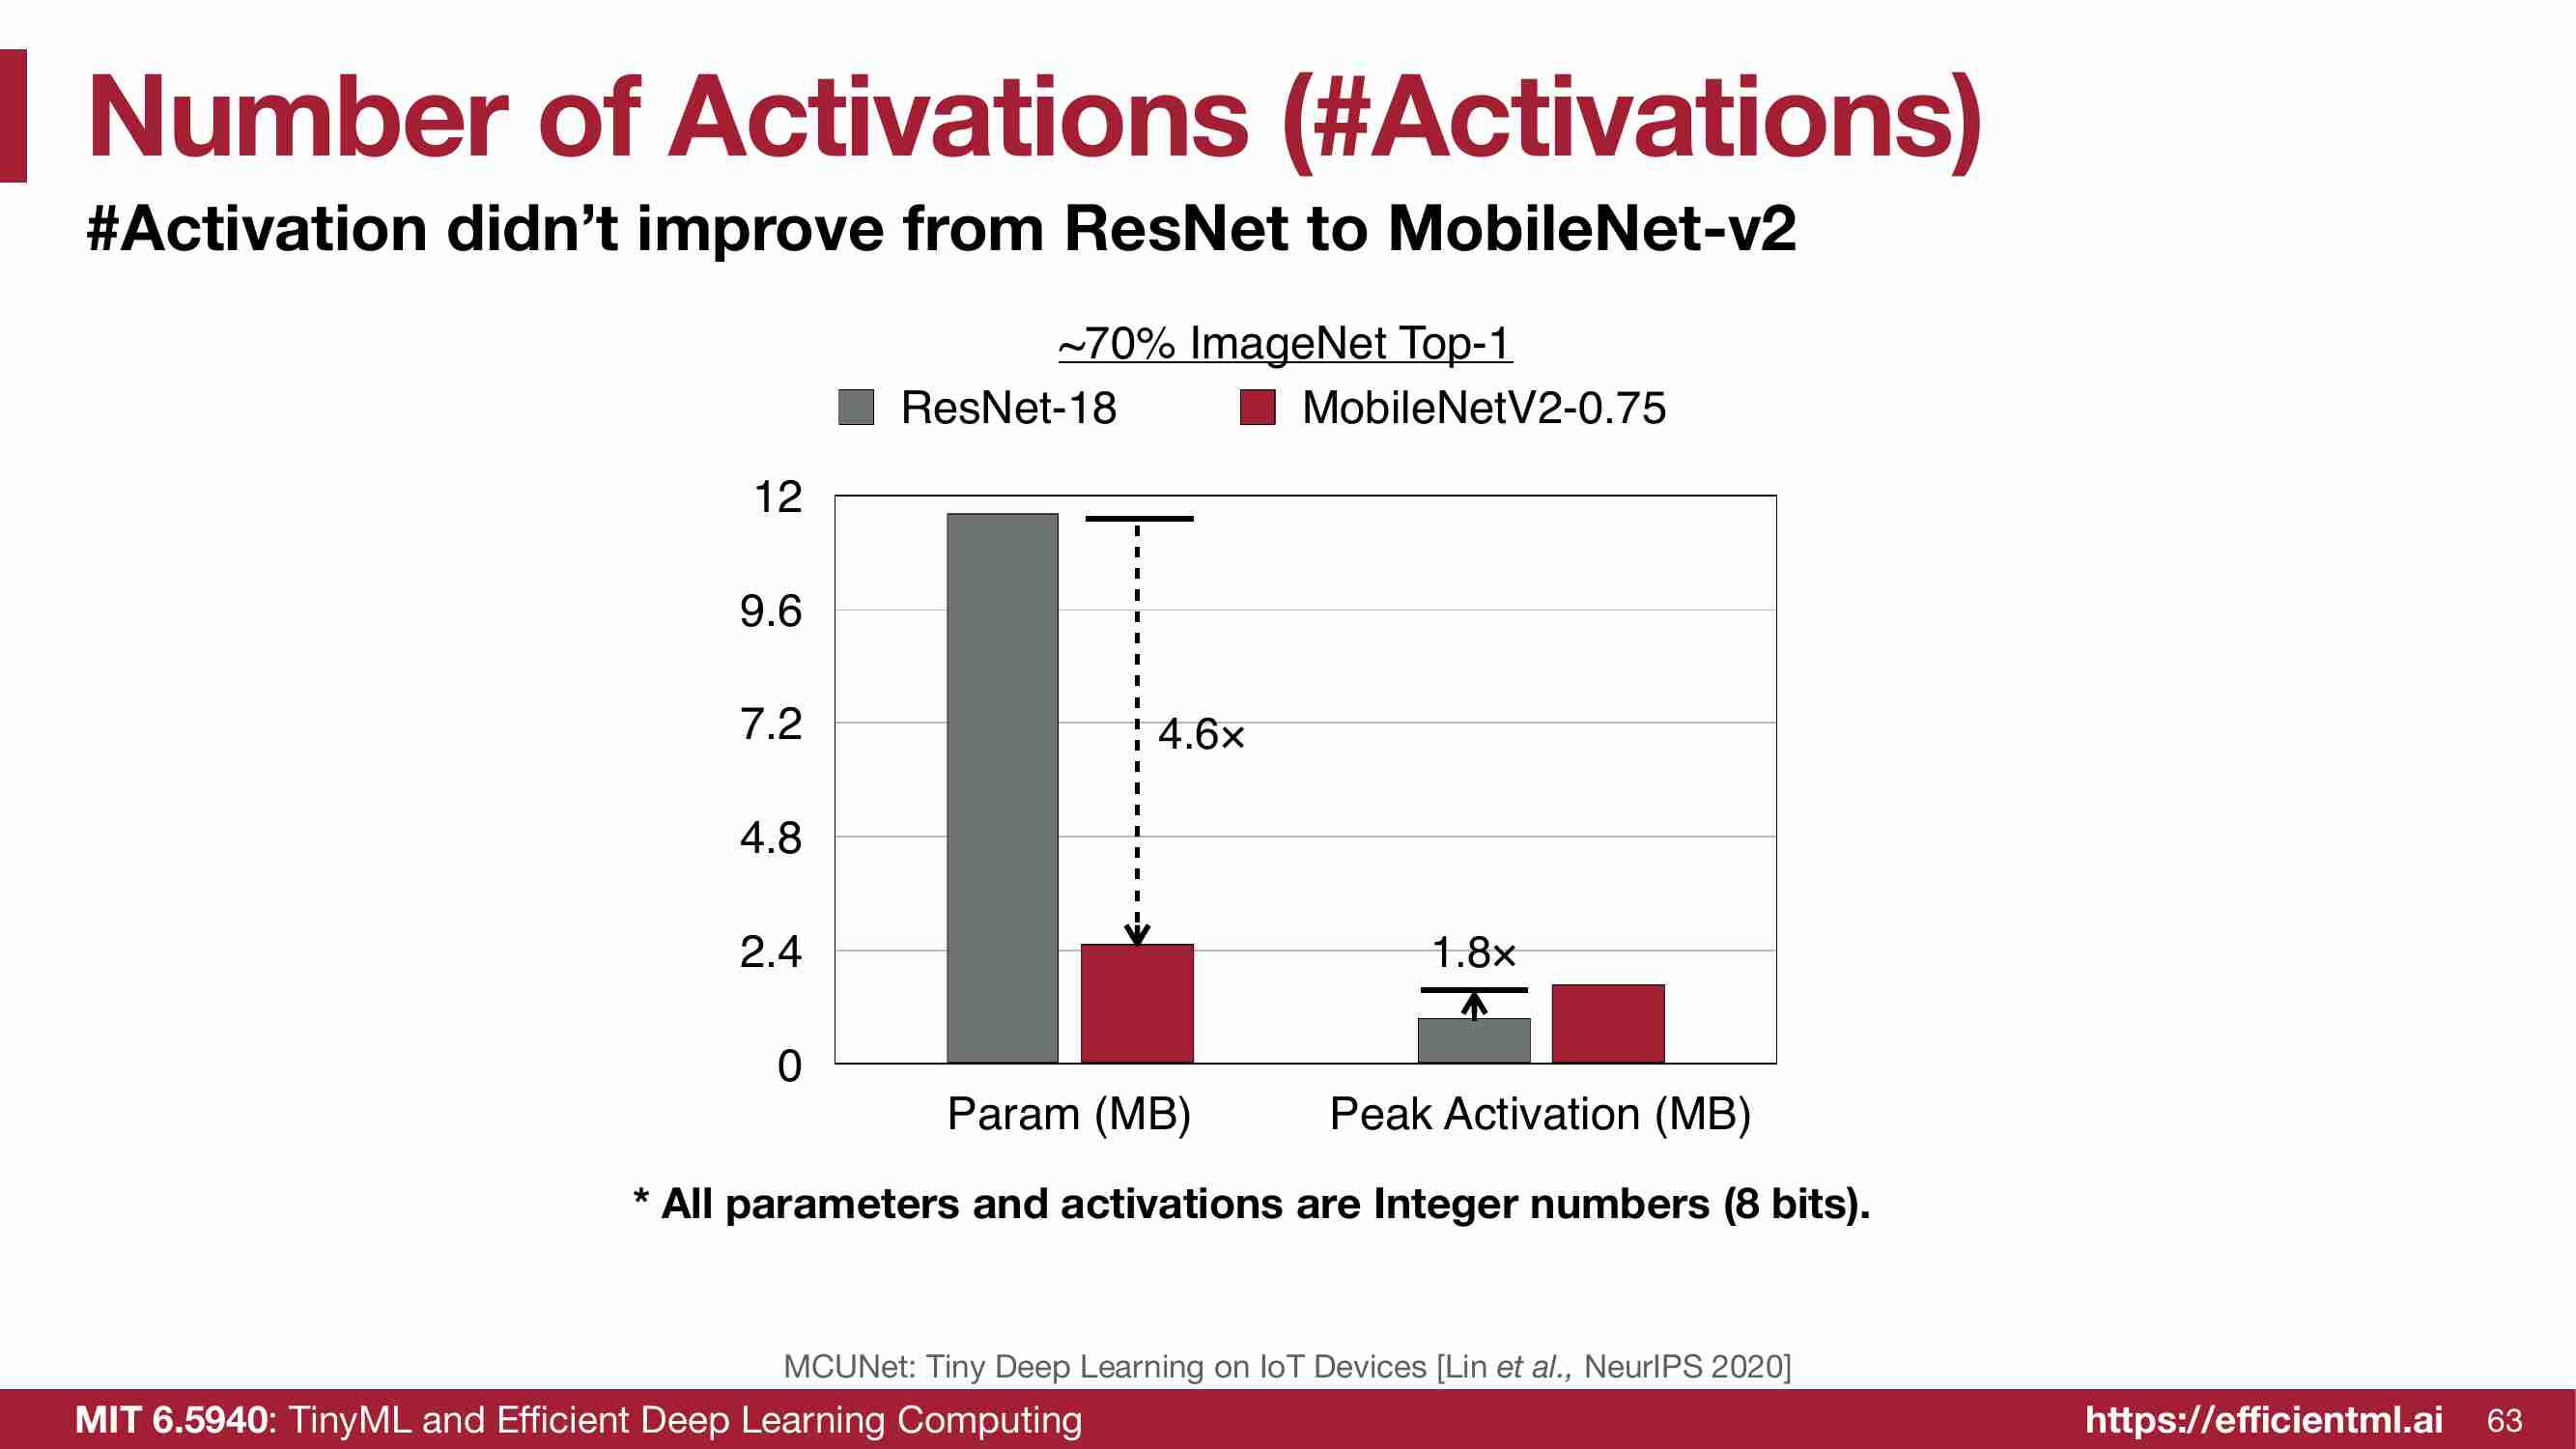 Number of Activations (#Activations)
#Activation didn’t improve from ResNet to MobileNet-v2
~70% ImageNet Top-1
ResNet-18
MobileNetV2-0.75
12
9.6
7.2
4.8
2.4
0
4.6×
1.8×
Param (MB)
Peak Activation (MB)
* All parameters and activations are Integer numbers (8 bits).
MCUNet: Tiny Deep Learning on IoT Devices [Lin et al., NeurIPS 2020]
MIT 6.5940: TinyML and Efficient Deep Learning Computing
https://efficientml.ai
63